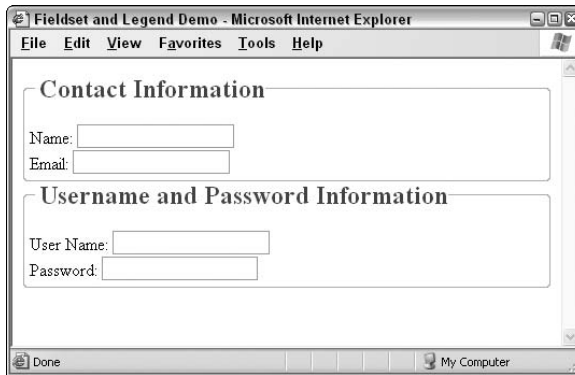 Fieldset and Legend Demo - Microsoft Internet Explorer
File Edit View Favorites Tools Help
Contact Information
Name:
Email:
Username and Password Information
User Name:
Password:
Done My Computer